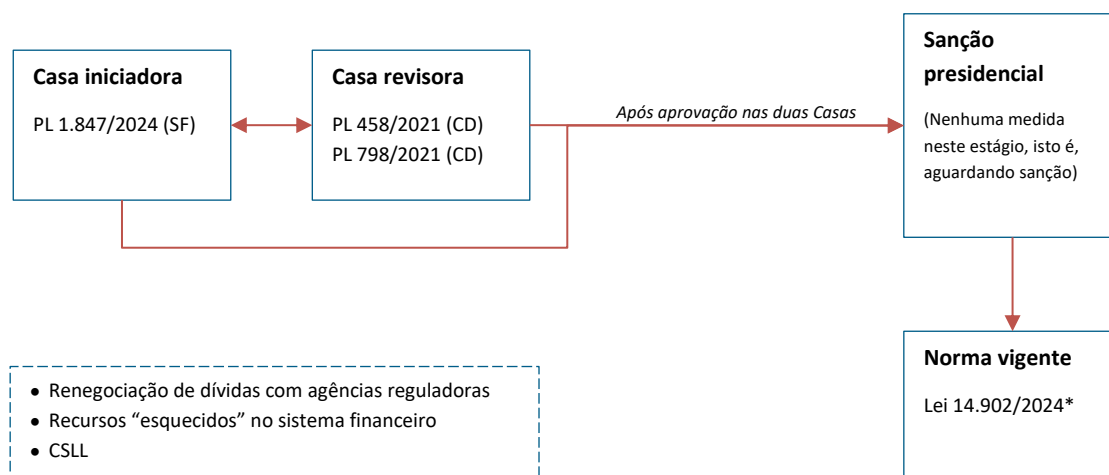 Casa iniciadora
PL 1.847/2024 (SF)
Casa revisora
PL 458/2021 (CD)
PL 798/2021 (CD)
Após aprovação nas duas Casas
Sanção
presidencial
(Nenhuma medida
neste estágio, isto é,
aguardando sanção)
Norma vigente
Lei 14.902/2024*
• Renegociação de dívidas com agências reguladoras
• Recursos “esquecidos” no sistema financeiro
• CSLL